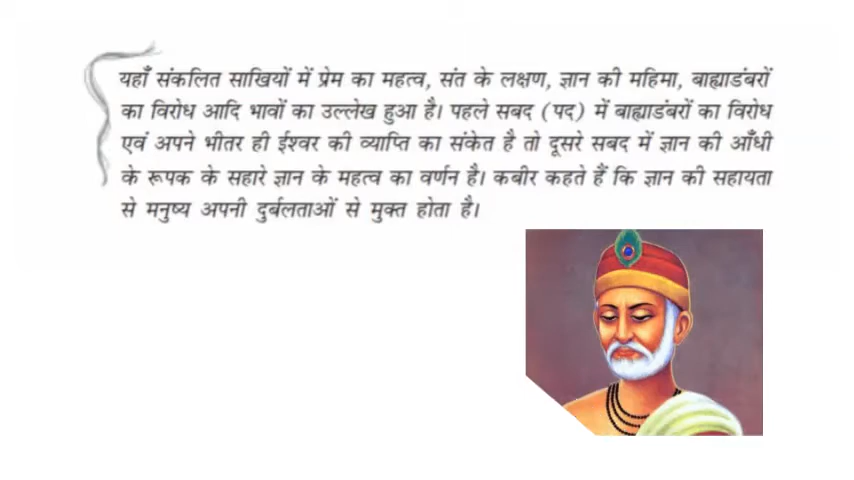 यहाँ संकलित साखियों में प्रेम का महत्व, संत के लक्षण, ज्ञान की महिमा, बाह्याडंबरों
का विरोध आदि भावों का उल्लेख हुआ है। पहले सबद (पद) में बाह्याडंबरों का विरोध
एवं अपने भीतर ही ईश्वर की व्याप्ति का संकेत है तो दूसरे सबद में ज्ञान की आँधी
के रूपक के सहारे ज्ञान के महत्व का वर्णन है। कबीर कहते हैं कि ज्ञान की सहायता
से मनुष्य अपनी दुर्बलताओं से मुक्त होता है।